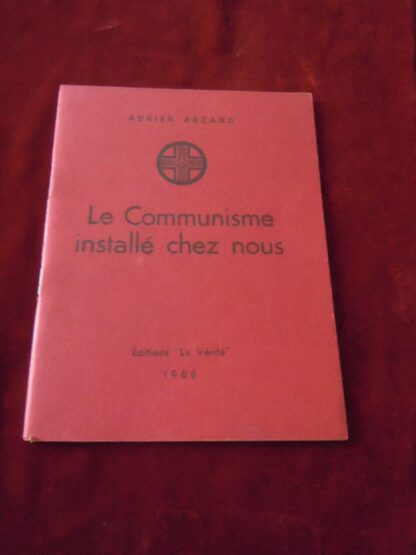 ADRIEN ARCAND
Le Communisme
installé chez nous
Éditions "La Vérité"
1966